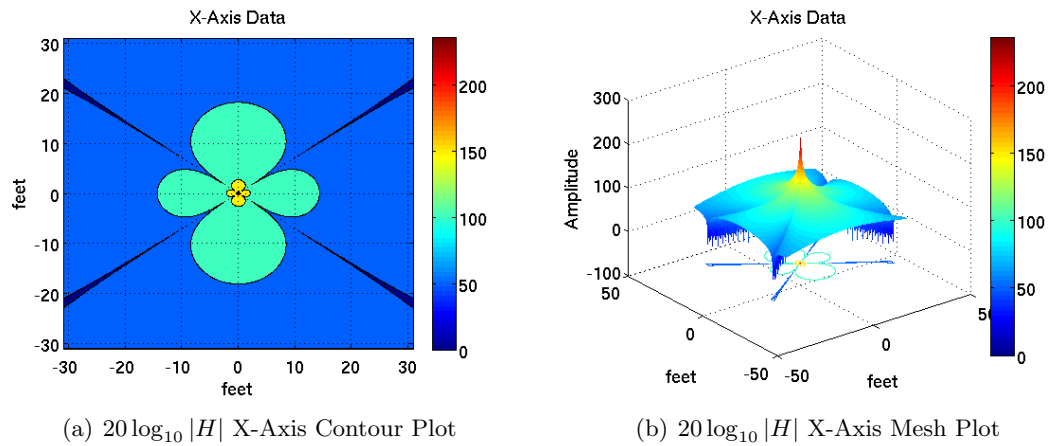 X-Axis Data
30
20
10
0
-10
-20
-30
feet
-30 -20 -10 0 10 20 30
feet
200
150
100
50
0
(a) 20 log₁₀ |H| X-Axis Contour Plot
X-Axis Data
300
200
100
0
-100
Amplitude
50
0
-50
feet
-50
0
50
feet
200
150
100
50
0
(b) 20 log₁₀ |H| X-Axis Mesh Plot